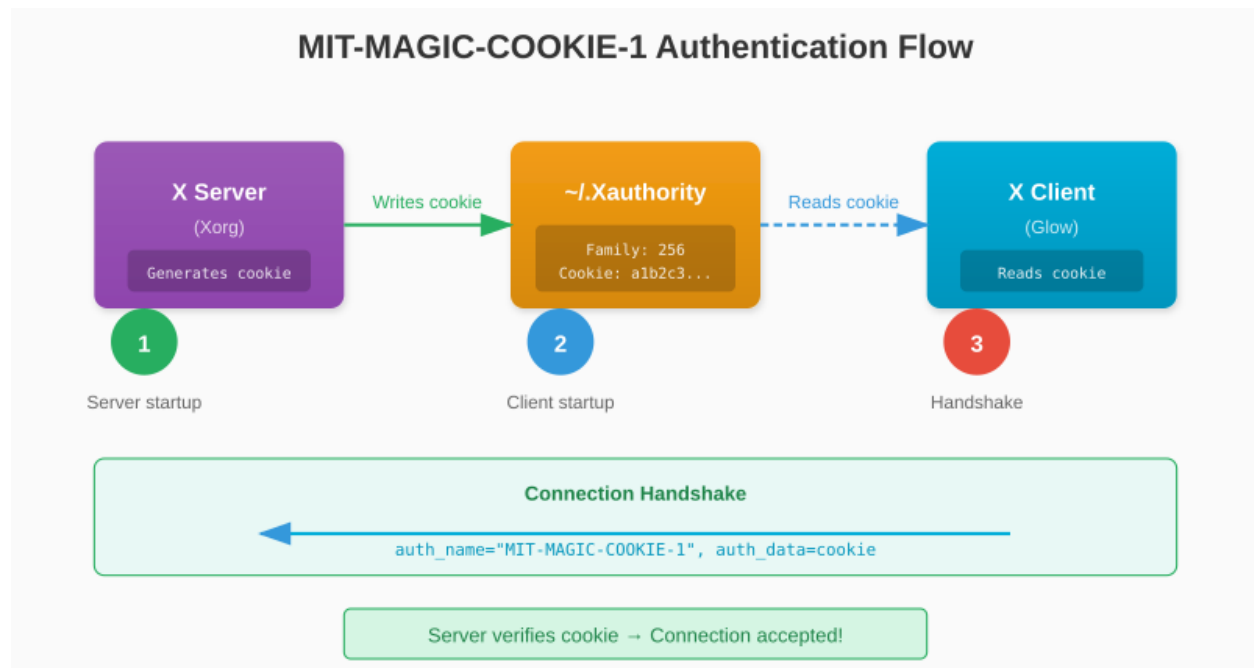 MIT-MAGIC-COOKIE-1 Authentication Flow
X Server
(Xorg)
Generates cookie
Writes cookie
~/.Xauthority
Family: 256
Cookie: a1b2c3...
Reads cookie
X Client
(Glow)
Reads cookie
1
Server startup
2
Client startup
3
Handshake
Connection Handshake
auth_name="MIT-MAGIC-COOKIE-1", auth_data=cookie
Server verifies cookie → Connection accepted!